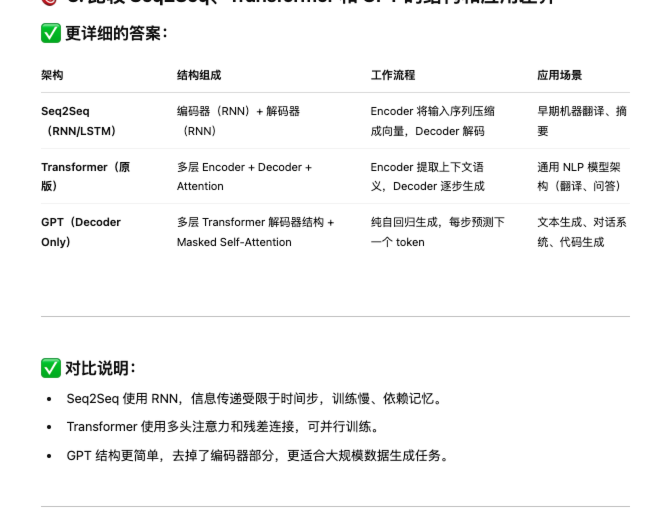 ✅ 更详细的答案：
架构 结构组成 工作流程 应用场景
Seq2Seq 编码器（RNN）+ 解码器 Encoder 将输入序列压缩 早期机器翻译、摘
（RNN/LSTM） （RNN） 成向量，Decoder 解码 要
Transformer（原 多层 Encoder + Decoder + Encoder 提取上下文语 通用 NLP 模型架
版） Attention 义，Decoder 逐步生成 构（翻译、问答）
GPT（Decoder 多层 Transformer 解码器结构 + 纯自回归生成，每步预测下 文本生成、对话系
Only） Masked Self-Attention 一个 token 统、代码生成
✅ 对比说明：
• Seq2Seq 使用 RNN，信息传递受限于时间步，训练慢、依赖记忆。
• Transformer 使用多头注意力和残差连接，可并行训练。
• GPT 结构更简单，去掉了编码器部分，更适合大规模数据生成任务。